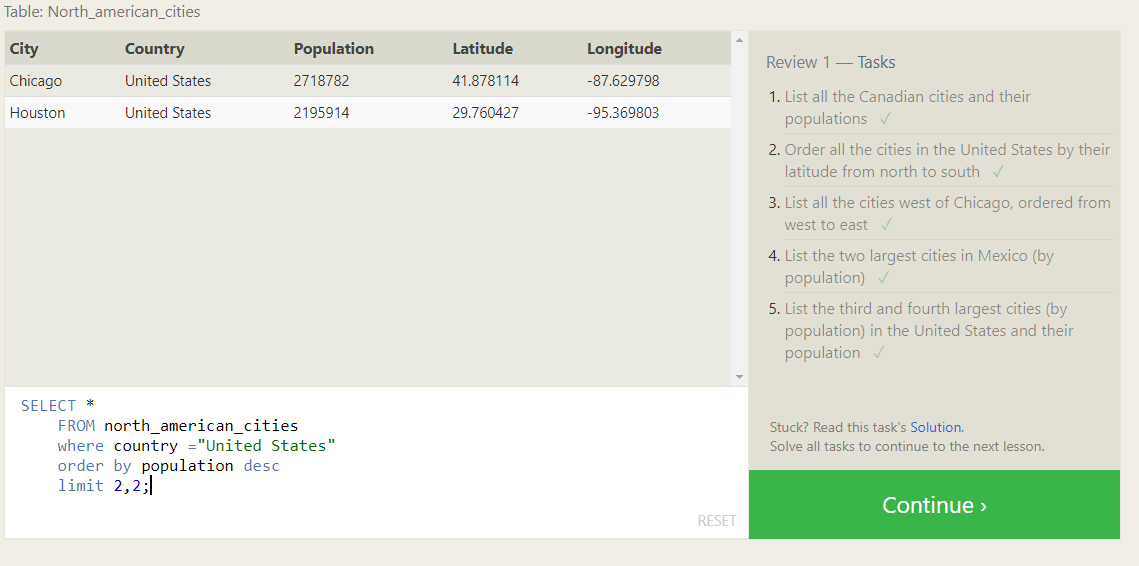 Table: North_american_cities
City Country Population Latitude Longitude
Chicago United States 2718782 41.878114 -87.629798
Houston United States 2195914 29.760427 -95.369803
SELECT *
FROM north_american_cities
where country ="United States"
order by population desc
limit 2,2;
RESET
Review 1 — Tasks
1. List all the Canadian cities and their
populations ✓
2. Order all the cities in the United States by their
latitude from north to south ✓
3. List all the cities west of Chicago, ordered from
west to east ✓
4. List the two largest cities in Mexico (by
population) ✓
5. List the third and fourth largest cities (by
population) in the United States and their
population ✓
Stuck? Read this task's Solution.
Solve all tasks to continue to the next lesson.
Continue ›